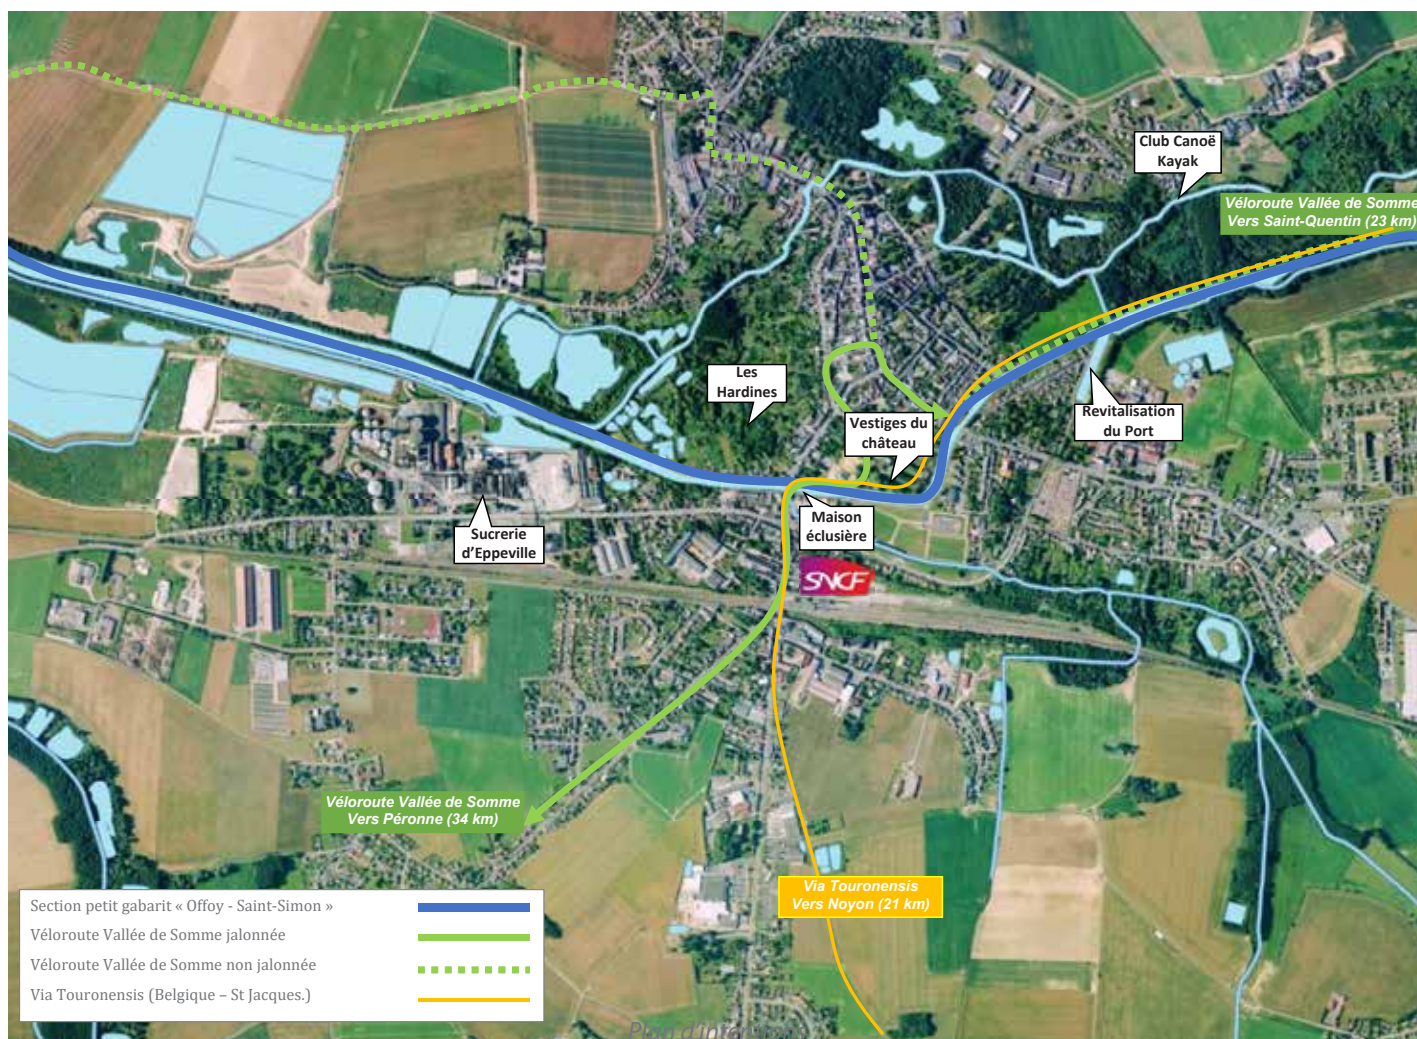 Club Canoë
Kayak
Véloroute Vallée de Somme
Vers Saint-Quentin (23 km)
Les
Hardines
Vestiges du
château
Revitalisation
du Port
Sucrerie
d’Eppeville
Maison
éclusière
SNCF
Véloroute Vallée de Somme
Vers Péronne (34 km)
Via Touronensis
Vers Noyon (21 km)
Section petit gabarit « Offoy - Saint-Simon »
Véloroute Vallée de Somme jalonnée
Véloroute Vallée de Somme non jalonnée
Via Touronensis (Belgique – St Jacques.)
Plan